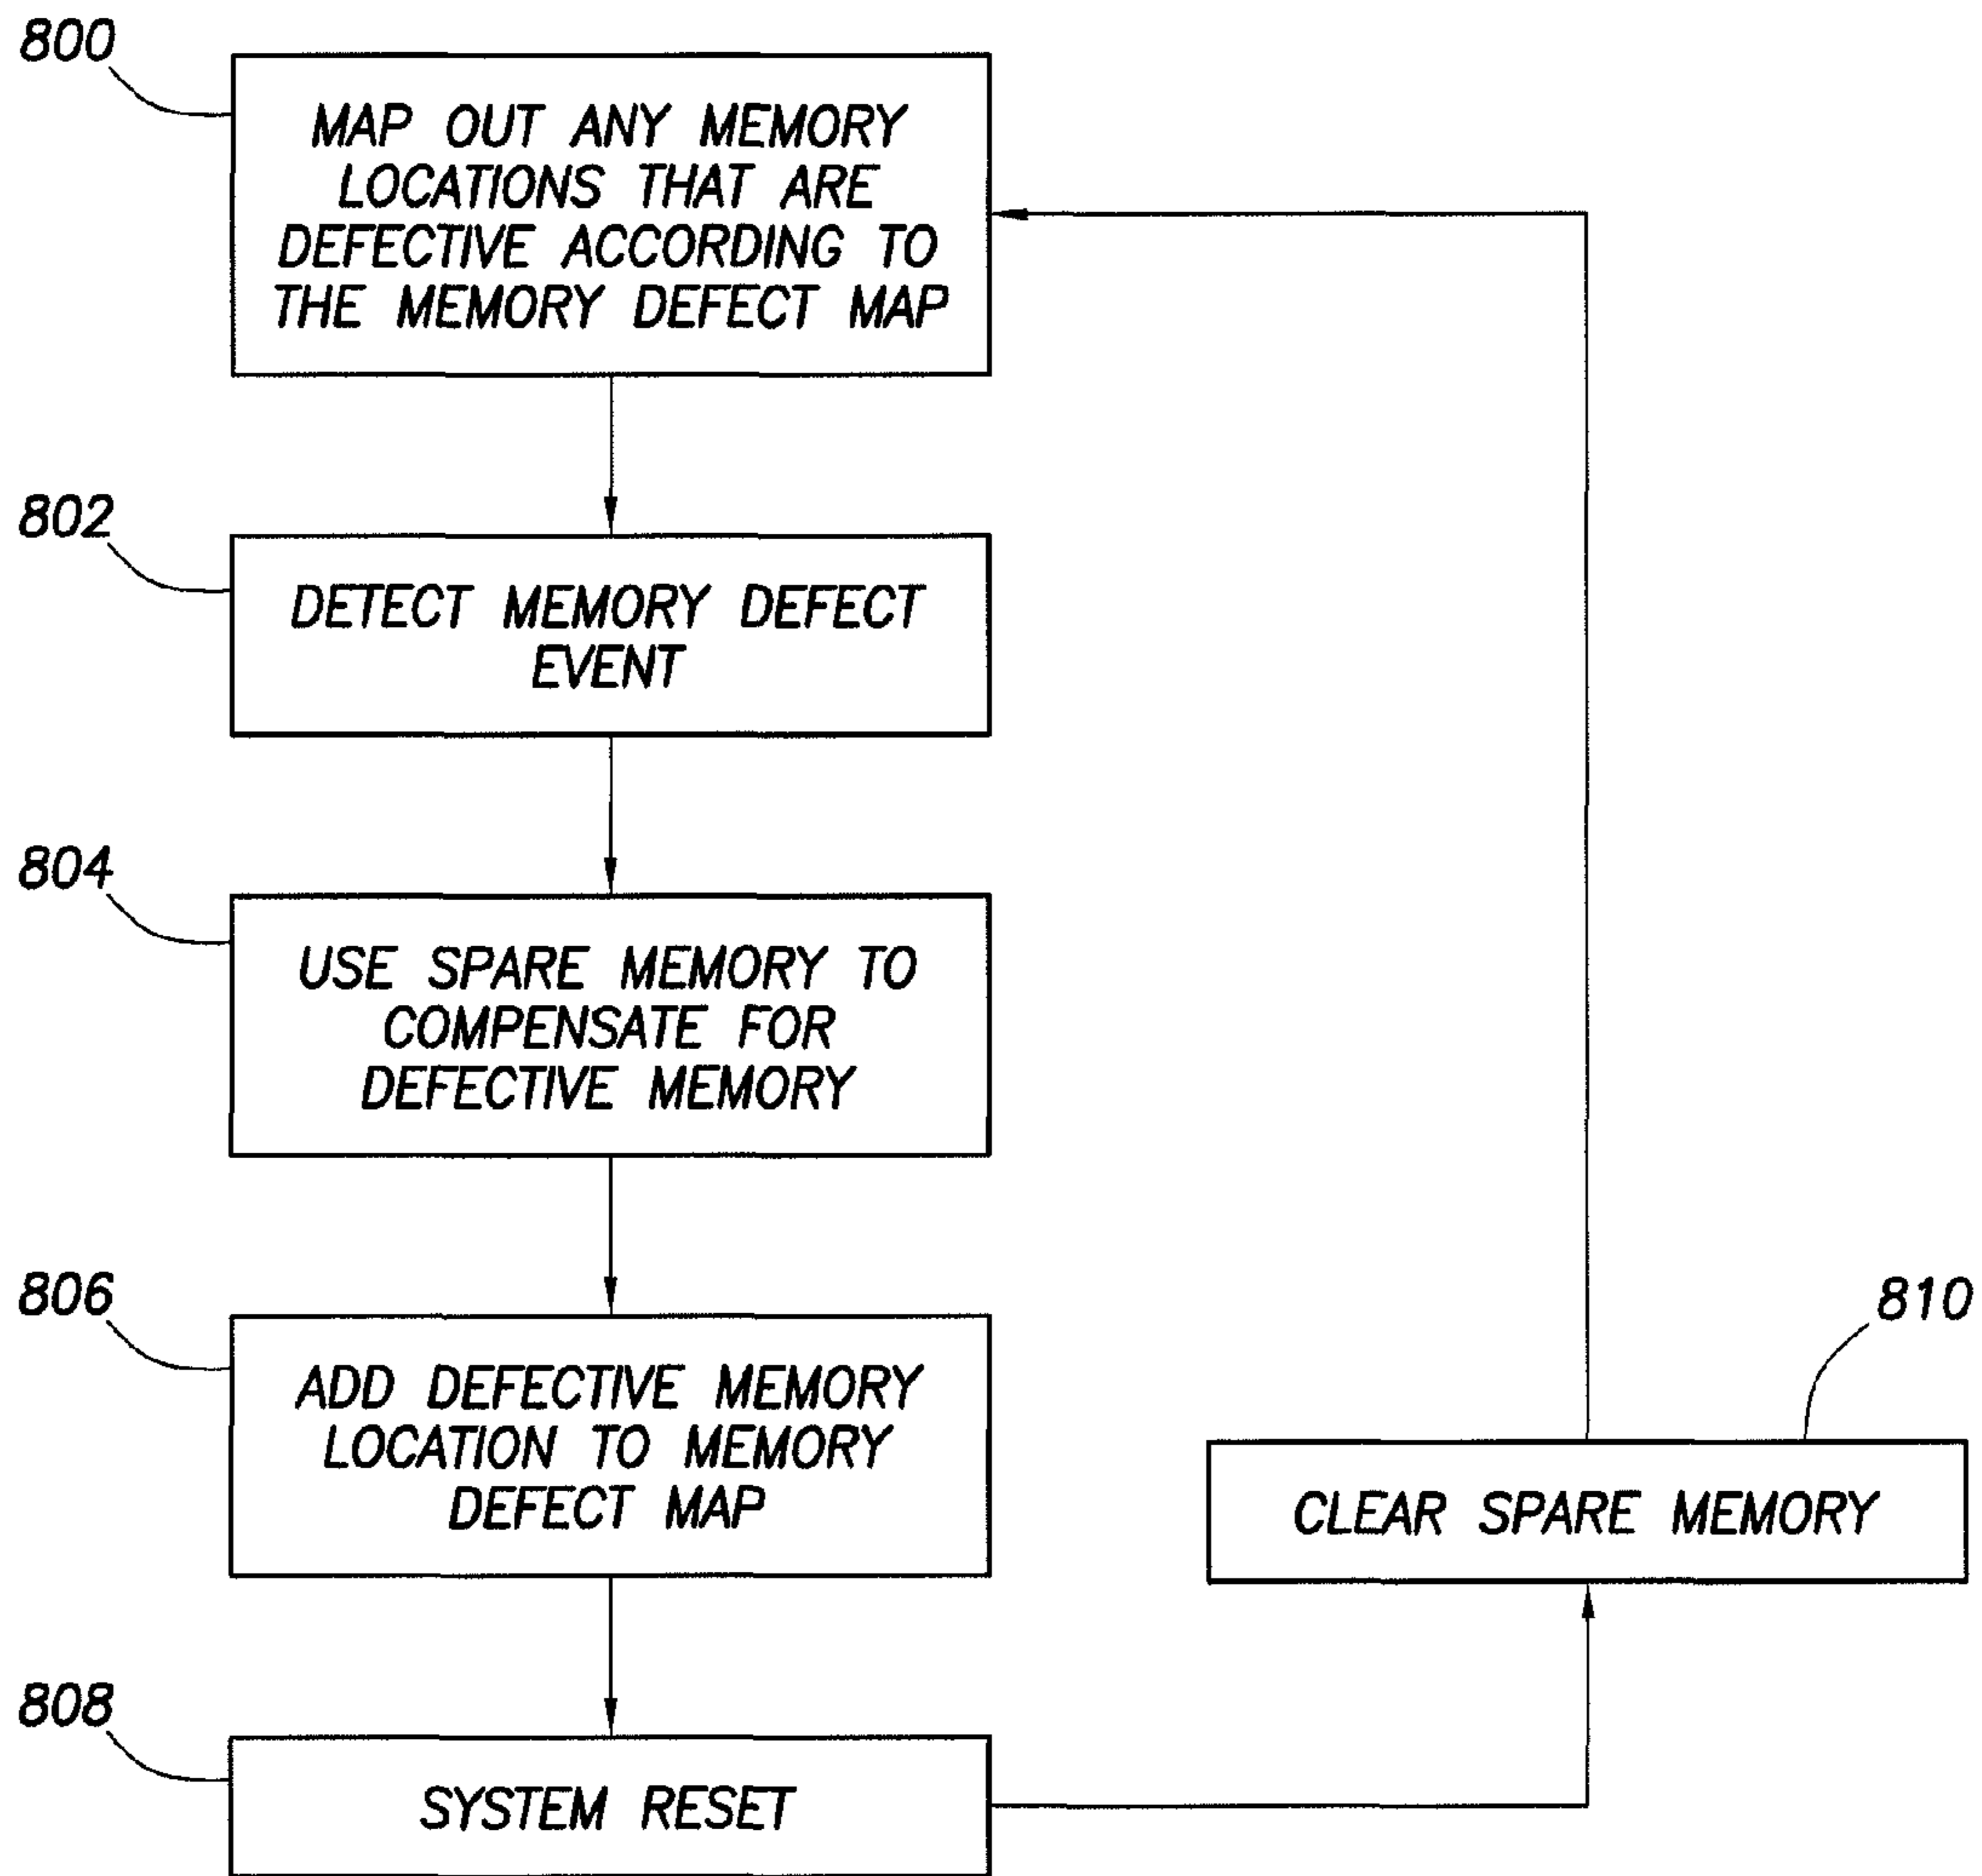 800
MAP OUT ANY MEMORY
LOCATIONS THAT ARE
DEFECTIVE ACCORDING TO
THE MEMORY DEFECT MAP
802
DETECT MEMORY DEFECT
EVENT
804
USE SPARE MEMORY TO
COMPENSATE FOR
DEFECTIVE MEMORY
806
ADD DEFECTIVE MEMORY
LOCATION TO MEMORY
DEFECT MAP
810
CLEAR SPARE MEMORY
808
SYSTEM RESET